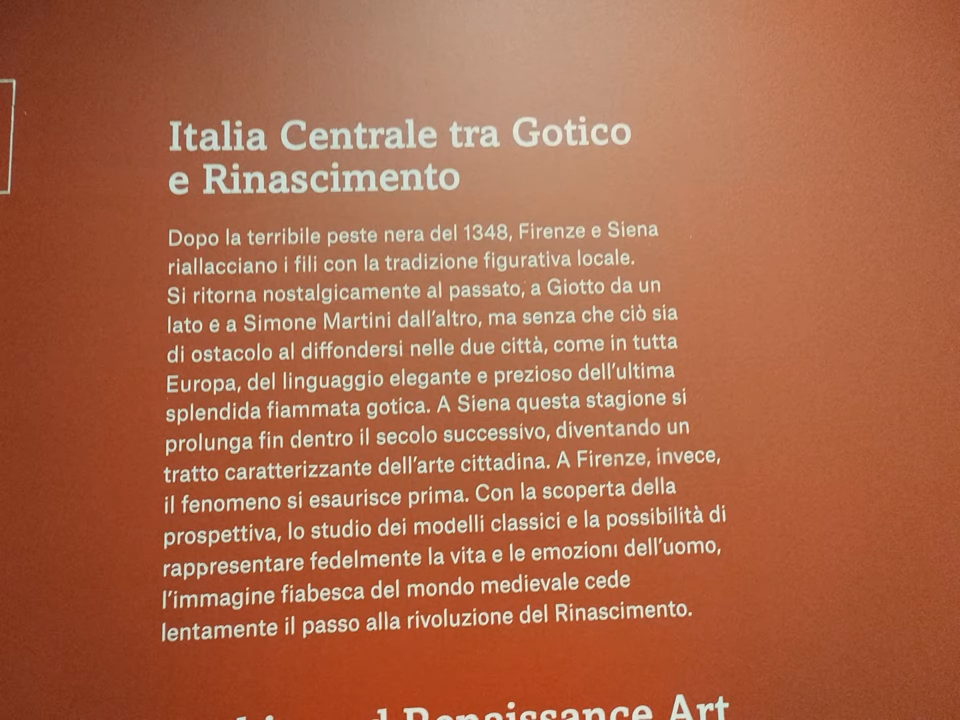 Italia Centrale tra Gotico
e Rinascimento
Dopo la terribile peste nera del 1348, Firenze e Siena
riallacciano i fili con la tradizione figurativa locale.
Si ritorna nostalgicamente al passato, a Giotto da un
lato e a Simone Martini dall'altro, ma senza che ciò sia
di ostacolo al diffondersi nelle due città, come in tutta
Europa, del linguaggio elegante e prezioso dell'ultima
splendida fiammata gotica. A Siena questa stagione si
prolunga fin dentro il secolo successivo, diventando un
tratto caratterizzante dell'arte cittadina. A Firenze, invece,
il fenomeno si esaurisce prima. Con la scoperta della
prospettiva, lo studio dei modelli classici e la possibilità di
rappresentare fedelmente la vita e le emozioni dell'uomo,
l'immagine fiabesca del mondo medievale cede
lentamente il passo alla rivoluzione del Rinascimento.
Renaissance Art